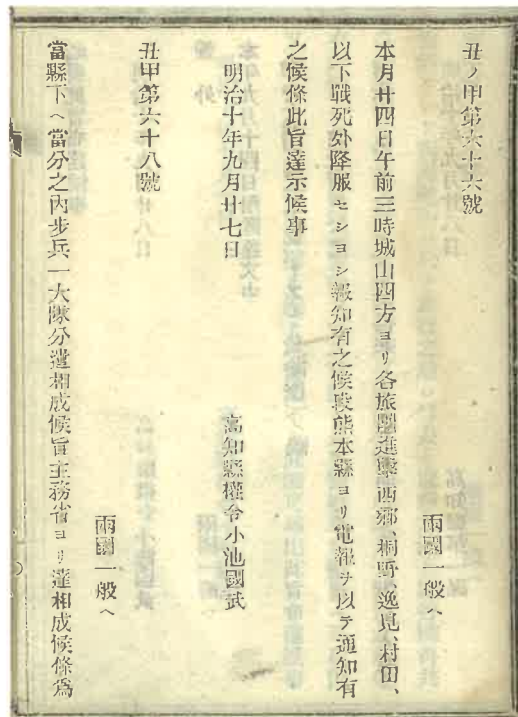 丑ノ甲第六十六號
兩國一般ヘ
本月廿四日午前三時城山四方ヨリ各旅團進擊西郷、桐野、逸見、村田、
以下戰死外降服セシヨシ報知有之候段熊本縣ヨリ電報ヲ以テ通知有
之候條此旨達示候事
明治十年九月廿七日
高知縣權令小池國武
丑甲第六十八號
兩國一般ヘ
當縣下ヘ當分之内步兵一大隊分遣相成候旨主務省ヨリ達相成候條爲